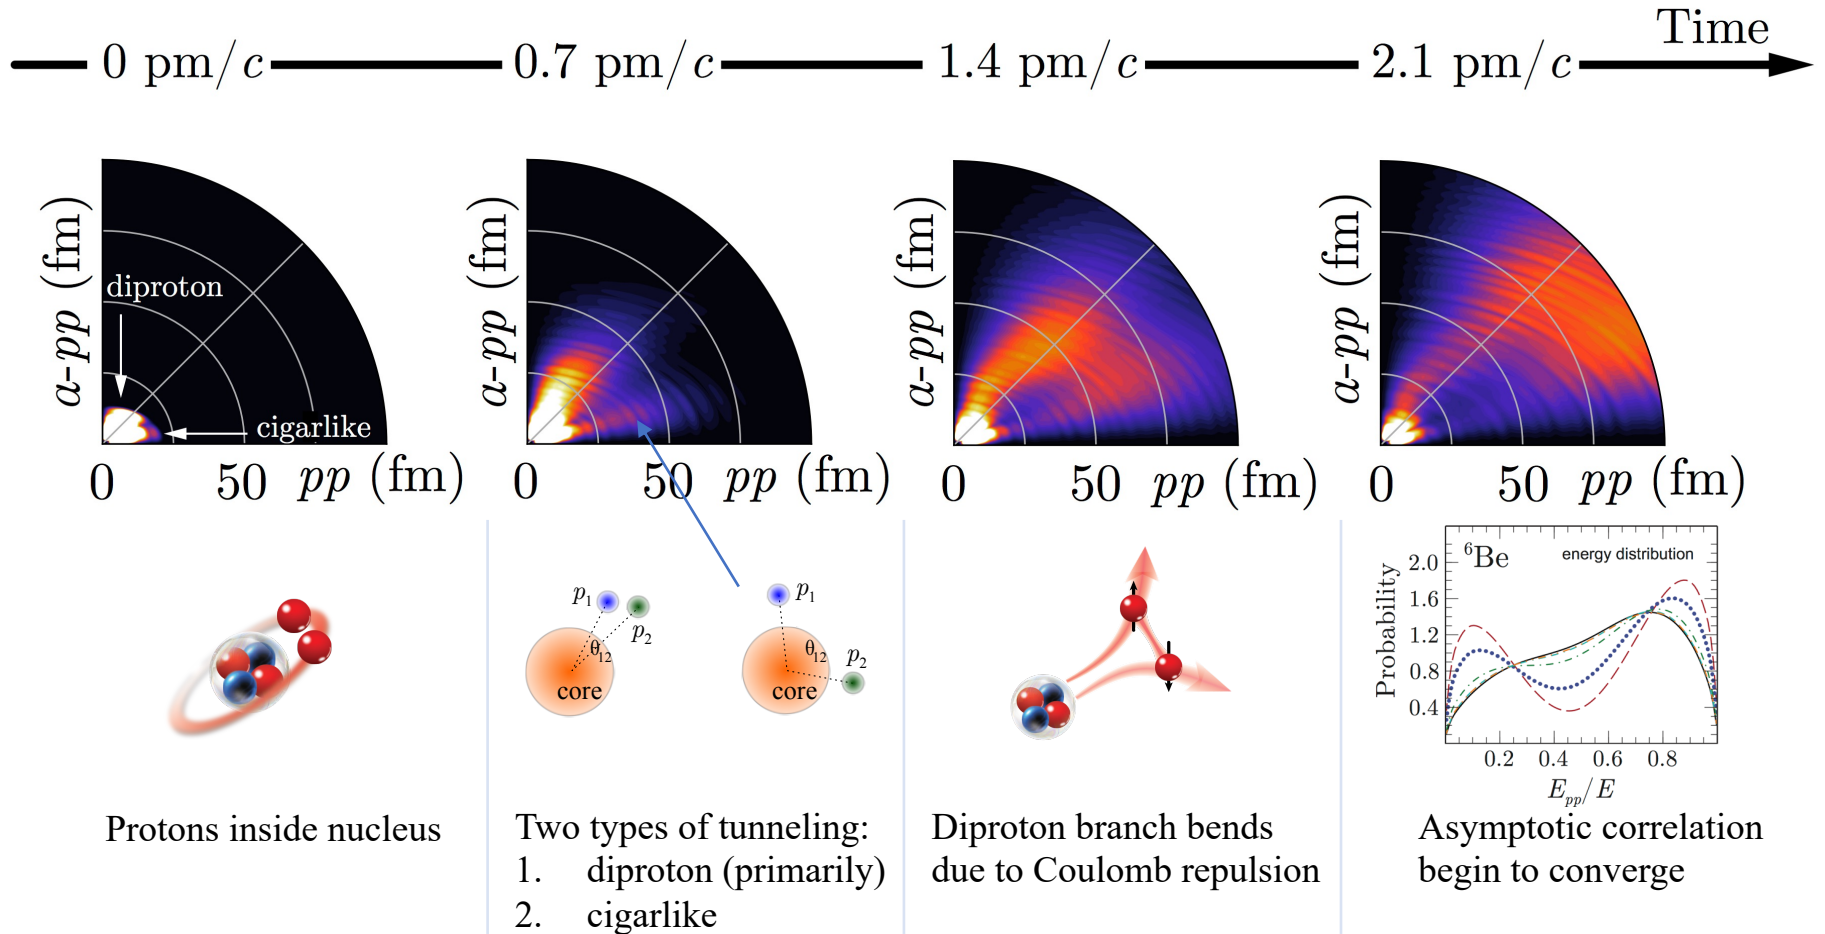 Time
0 pm/c 0.7 pm/c 1.4 pm/c 2.1 pm/c
α-pp (fm)
diproton
cigarlike
0 50 pp (fm)
α-pp (fm)
0 50 pp (fm)
α-pp (fm)
0 50 pp (fm)
α-pp (fm)
0 50 pp (fm)
Protons inside nucleus
p1
p2
θ12
core
p1
p2
θ12
core
Two types of tunneling:
1. diproton (primarily)
2. cigarlike
Diproton branch bends
due to Coulomb repulsion
6Be energy distribution
Probability
2.0
1.6
1.2
0.8
0.4
0.2 0.4 0.6 0.8
Epp/E
Asymptotic correlation
begin to converge